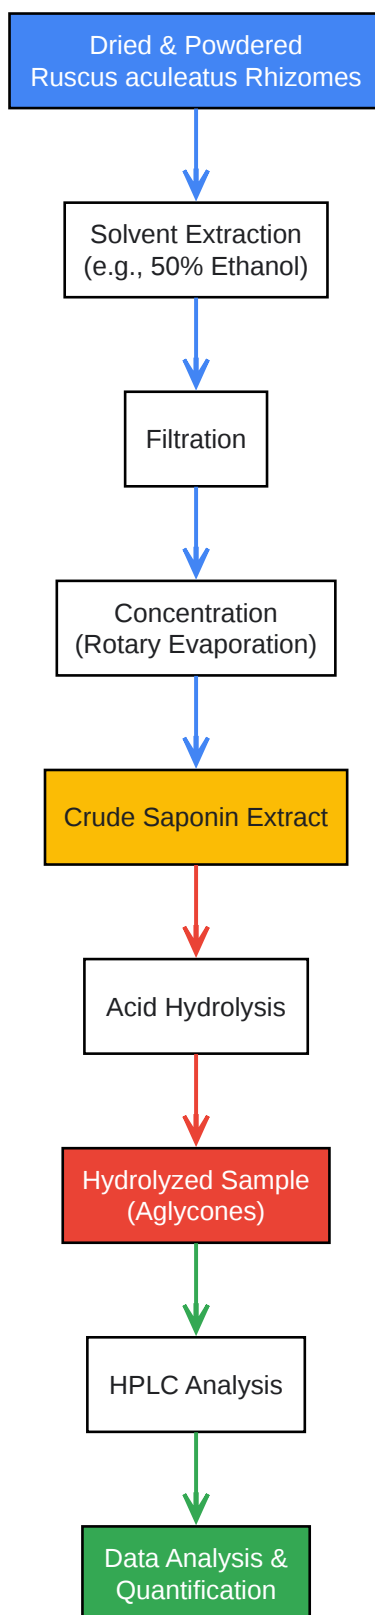 Dried & Powdered
Ruscus aculeatus Rhizomes
Solvent Extraction
(e.g., 50% Ethanol)
Filtration
Concentration
(Rotary Evaporation)
Crude Saponin Extract
Acid Hydrolysis
Hydrolyzed Sample
(Aglycones)
HPLC Analysis
Data Analysis &
Quantification